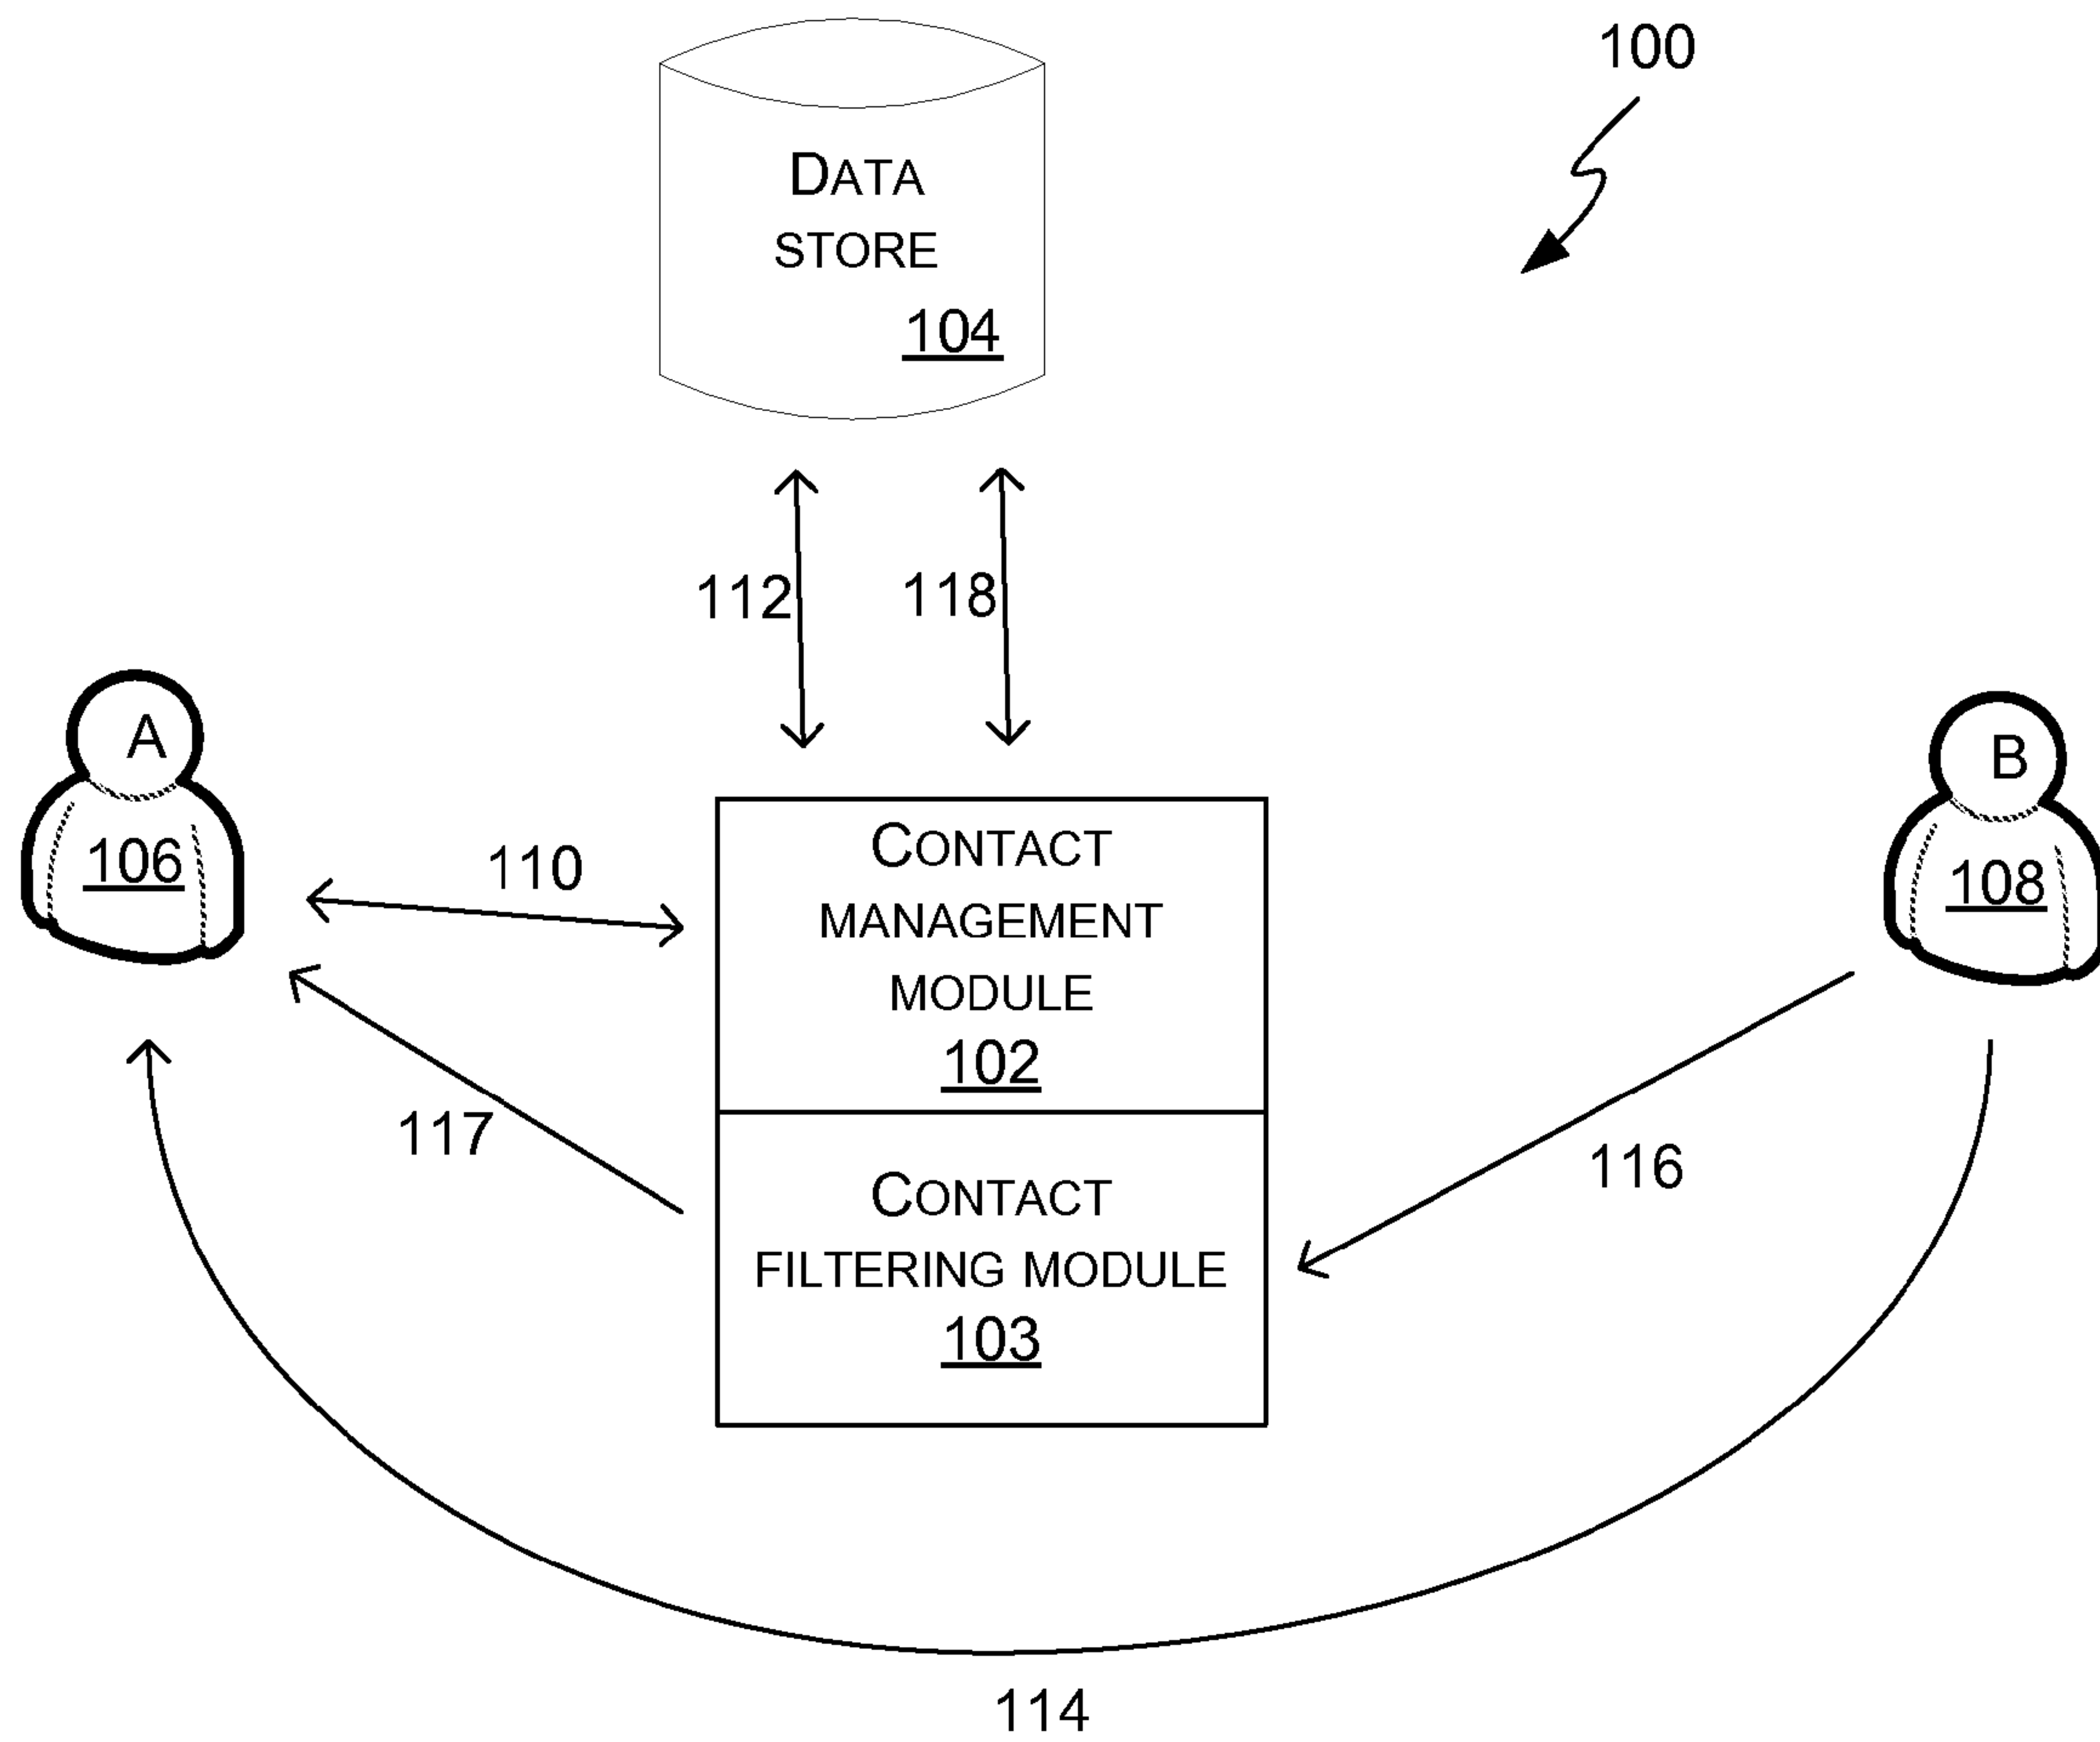 100
DATA
STORE
104
112
118
A
106
B
108
110
CONTACT
MANAGEMENT
MODULE
102
117
116
CONTACT
FILTERING MODULE
103
114